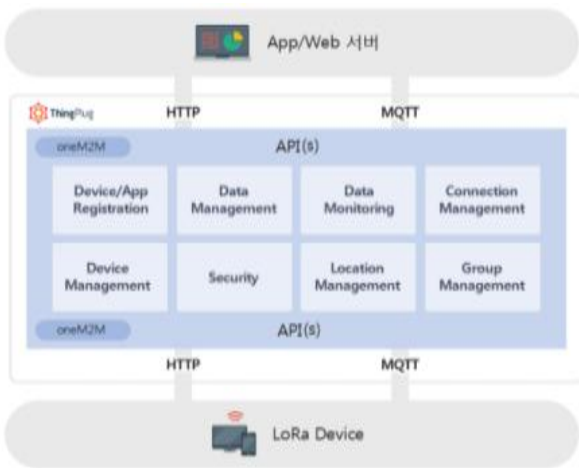 App/Web 서버
ThingPlug
HTTP
MQTT
oneM2M
API(s)
Device/App
Registration
Data
Management
Data
Monitoring
Connection
Management
Device
Management
Security
Location
Management
Group
Management
oneM2M
API(s)
HTTP
MQTT
LoRa Device